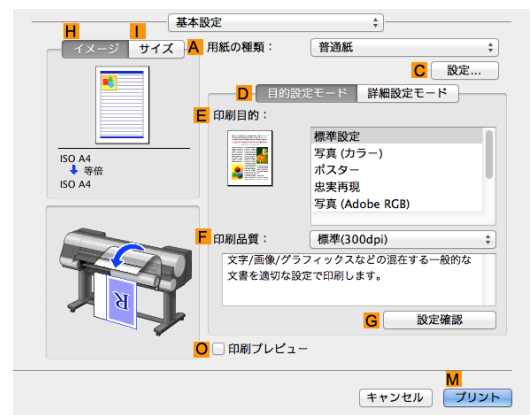 基本設定
H
I
イメージ
サイズ
A
用紙の種類：
普通紙
C
設定...
D
目的設定モード
詳細設定モード
E
印刷目的：
標準設定
写真 (カラー)
ポスター
忠実再現
写真 (Adobe RGB)
ISO A4
等倍
ISO A4
F
印刷品質：
標準(300dpi)
文字/画像/グラフィックスなどの混在する一般的な
文書を適切な設定で印刷します。
R
G
設定確認
O
印刷プレビュー
M
キャンセル
プリント